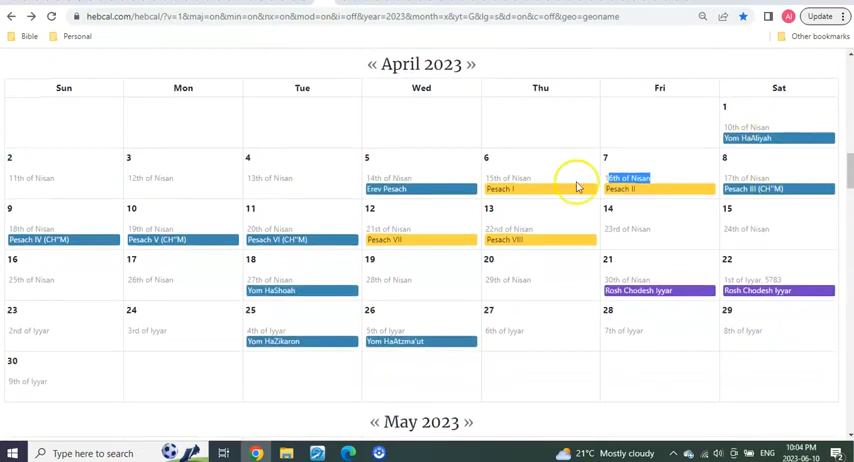 hebcal.com/hebcal/?v=1&maj=on&min=on&nx=on&mod=on&i=off&year=2023&month=x&yt=G&lg=s&d=on&c=off&geo=geoname
AI
Update
Bible
Personal
Other bookmarks
« April 2023 »
Sun Mon Tue Wed Thu Fri Sat
1
10th of Nisan
Yom HaAliyah
2 3 4 5 6 7 8
11th of Nisan 12th of Nisan 13th of Nisan 14th of Nisan 15th of Nisan 16th of Nisan 17th of Nisan
Erev Pesach Pesach I Pesach II Pesach III (CH"M)
9 10 11 12 13 14 15
18th of Nisan 19th of Nisan 20th of Nisan 21st of Nisan 22nd of Nisan 23rd of Nisan 24th of Nisan
Pesach IV (CH"M) Pesach V (CH"M) Pesach VI (CH"M) Pesach VII Pesach VIII
16 17 18 19 20 21 22
25th of Nisan 26th of Nisan 27th of Nisan 28th of Nisan 29th of Nisan 30th of Nisan 1st of Iyyar, 5783
Yom HaShoah Rosh Chodesh Iyyar Rosh Chodesh Iyyar
23 24 25 26 27 28 29
2nd of Iyyar 3rd of Iyyar 4th of Iyyar 5th of Iyyar 6th of Iyyar 7th of Iyyar 8th of Iyyar
Yom HaZikaron Yom HaAtzma'ut
30
9th of Iyyar
« May 2023 »
Type here to search
21°C Mostly cloudy
ENG
10:04 PM
2023-06-10
2